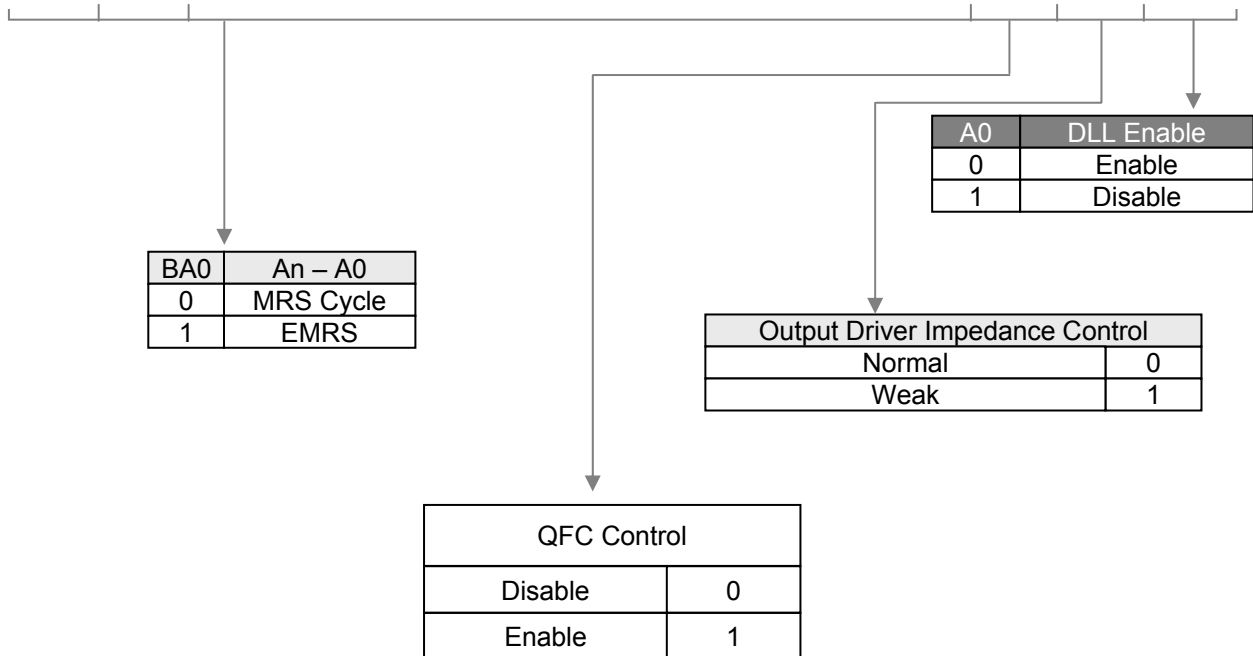 A0 DLL Enable
0 Enable
1 Disable
BA0 An – A0
0 MRS Cycle
1 EMRS
Output Driver Impedance Control
Normal 0
Weak 1
QFC Control
Disable 0
Enable 1